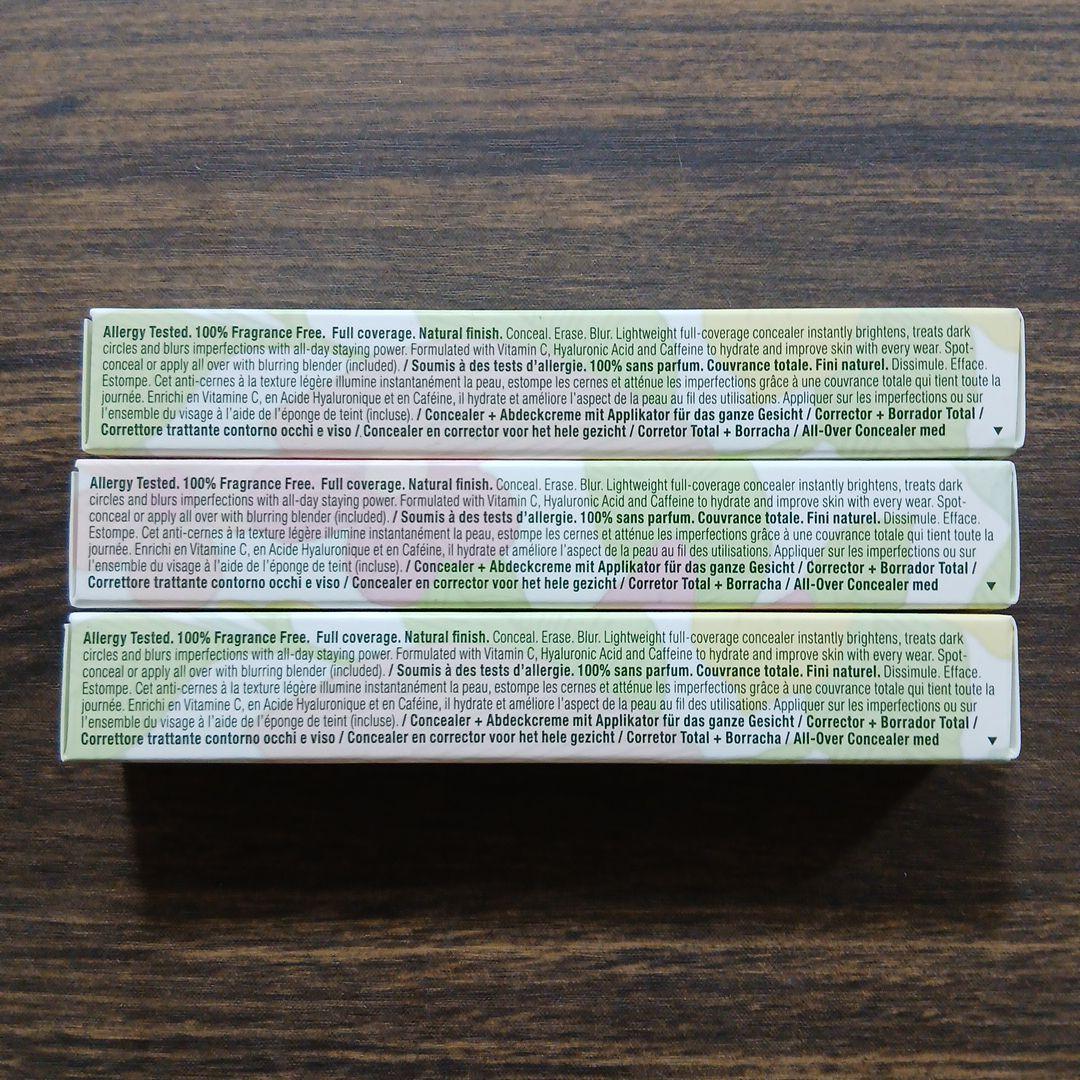 Allergy Tested. 100% Fragrance Free. Full coverage. Natural finish. Conceal. Erase. Blur. Lightweight full-coverage concealer instantly brightens, treats dark
circles and blurs imperfections with all-day staying power. Formulated with Vitamin C, Hyaluronic Acid and Caffeine to hydrate and improve skin with every wear. Spot-
conceal or apply all over with blurring blender (included). / Soumis à des tests d'allergie. 100% sans parfum. Couvrance totale. Fini naturel. Dissimule. Efface.
Estompe. Cet anti-cernes à la texture légère illumine instantanément la peau, estompe les cernes et atténue les imperfections grâce à une couvrance totale qui tient toute la
journée. Enrichi en Vitamine C, en Acide Hyaluronique et en Caféine, il hydrate et améliore l'aspect de la peau au fil des utilisations. Appliquer sur les imperfections ou sur
l'ensemble du visage à l'aide de l'éponge de teint (incluse). / Concealer + Abdeckcreme mit Applikator für das ganze Gesicht / Corrector + Borrador Total /
Correttore trattante contorno occhi e viso / Concealer en corrector voor het hele gezicht / Corretor Total + Borracha / All-Over Concealer med
Allergy Tested. 100% Fragrance Free. Full coverage. Natural finish. Conceal. Erase. Blur. Lightweight full-coverage concealer instantly brightens, treats dark
circles and blurs imperfections with all-day staying power. Formulated with Vitamin C, Hyaluronic Acid and Caffeine to hydrate and improve skin with every wear. Spot-
conceal or apply all over with blurring blender (included). / Soumis à des tests d'allergie. 100% sans parfum. Couvrance totale. Fini naturel. Dissimule. Efface.
Estompe. Cet anti-cernes à la texture légère illumine instantanément la peau, estompe les cernes et atténue les imperfections grâce à une couvrance totale qui tient toute la
journée. Enrichi en Vitamine C, en Acide Hyaluronique et en Caféine, il hydrate et améliore l'aspect de la peau au fil des utilisations. Appliquer sur les imperfections ou sur
l'ensemble du visage à l'aide de l'éponge de teint (incluse). / Concealer + Abdeckcreme mit Applikator für das ganze Gesicht / Corrector + Borrador Total /
Correttore trattante contorno occhi e viso / Concealer en corrector voor het hele gezicht / Corretor Total + Borracha / All-Over Concealer med
Allergy Tested. 100% Fragrance Free. Full coverage. Natural finish. Conceal. Erase. Blur. Lightweight full-coverage concealer instantly brightens, treats dark
circles and blurs imperfections with all-day staying power. Formulated with Vitamin C, Hyaluronic Acid and Caffeine to hydrate and improve skin with every wear. Spot-
conceal or apply all over with blurring blender (included). / Soumis à des tests d'allergie. 100% sans parfum. Couvrance totale. Fini naturel. Dissimule. Efface.
Estompe. Cet anti-cernes à la texture légère illumine instantanément la peau, estompe les cernes et atténue les imperfections grâce à une couvrance totale qui tient toute la
journée. Enrichi en Vitamine C, en Acide Hyaluronique et en Caféine, il hydrate et améliore l'aspect de la peau au fil des utilisations. Appliquer sur les imperfections ou sur
l'ensemble du visage à l'aide de l'éponge de teint (incluse). / Concealer + Abdeckcreme mit Applikator für das ganze Gesicht / Corrector + Borrador Total /
Correttore trattante contorno occhi e viso / Concealer en corrector voor het hele gezicht / Corretor Total + Borracha / All-Over Concealer med